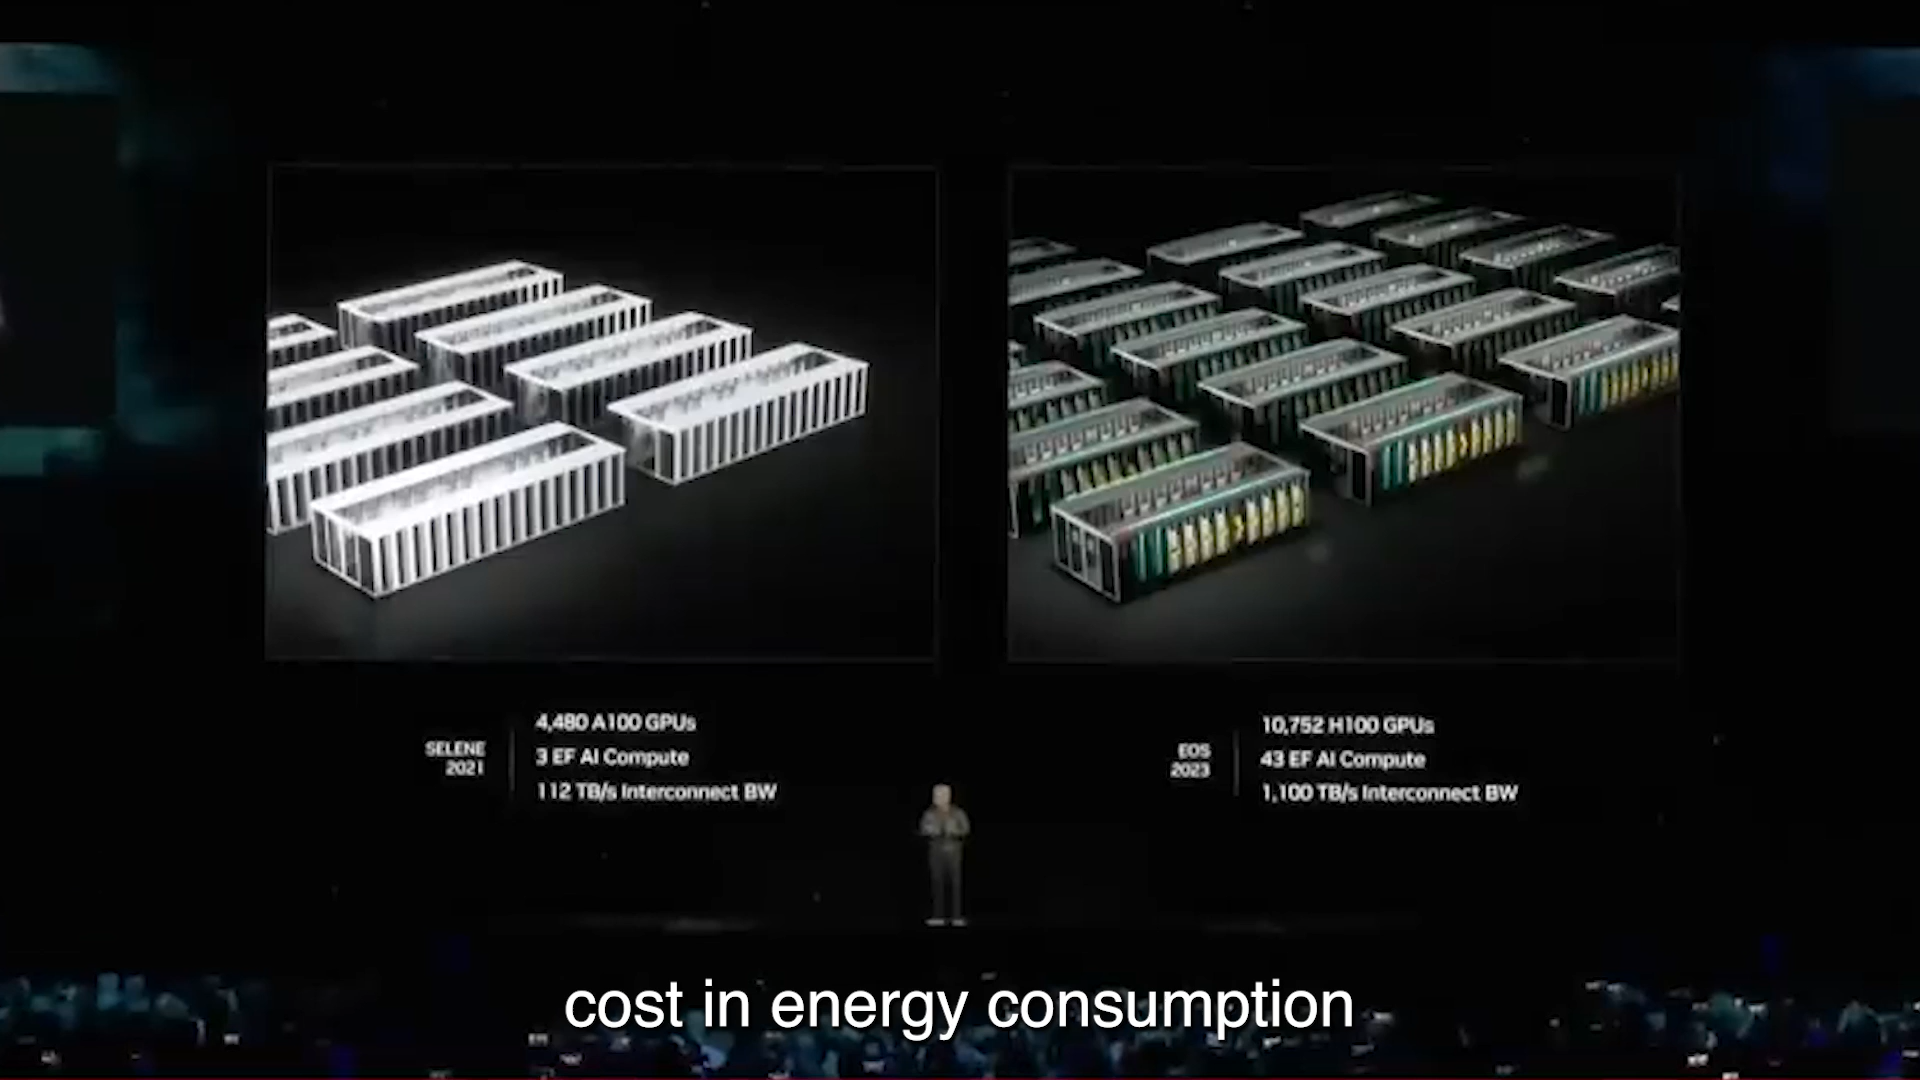 SELENE
2021
4,480 A100 GPUs
3 EF AI Compute
112 TB/s Interconnect BW
EOS
2023
10,752 H100 GPUs
43 EF AI Compute
1,100 TB/s Interconnect BW
cost in energy consumption